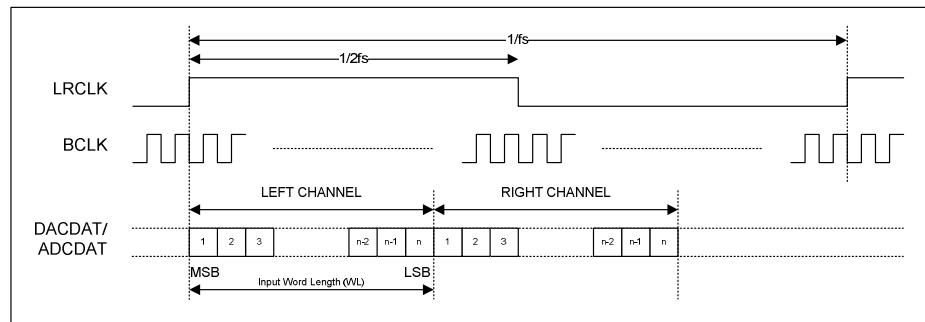 1/fs
1/2fs
LRCLK
BCLK
LEFT CHANNEL
RIGHT CHANNEL
DACDAT/
ADCDAT
1 2 3 n-2 n-1 n 1 2 3 n-2 n-1 n
MSB LSB
Input Word Length (WL)